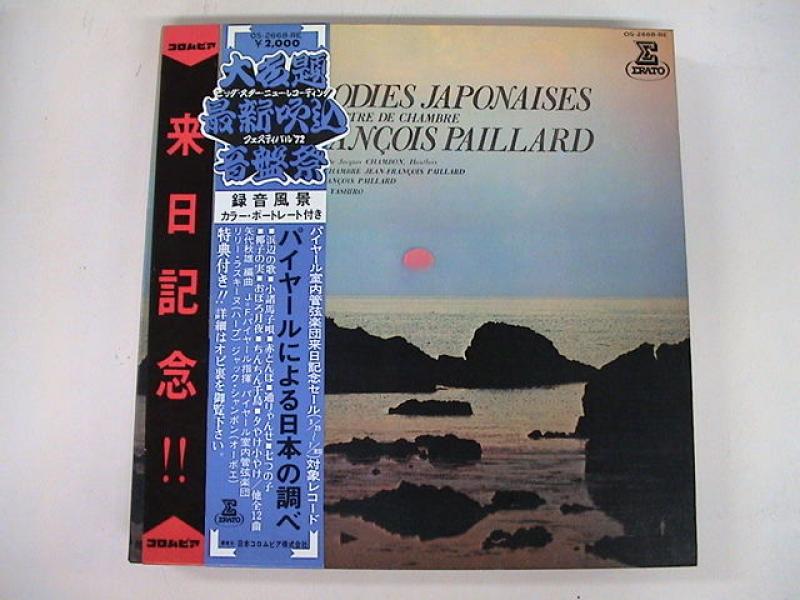 コロムビア
来日記念!!
コロムビア
OS-2668-RE
¥2,000
大話題
ビッグ・スター・ニューレコーディング
最新吹込
フェスティバル'72
音盤祭
録音風景
カラー・ポートレート付き
パイヤール室内管弦楽団来日記念セール対象レコード
パイヤールによる日本の調べ
■浜辺の歌■小諸馬子唄■赤とんぼ■通りゃんせ■七つの子
■椰子の実■おぼろ月夜■ちんちん千鳥■夕やけ小やけ/他全12曲
矢代秋雄 編曲 J=F.パイヤール指揮 パイヤール室内管弦楽団
リリー・ラスキーヌ(ハープ) ジャック・シャンボン(オーボエ)
特典付き!!詳細はオビ裏を御覧下さい。
ERATO
日本コロムビア株式会社
OS-2668-RE
ERATO
ODIES JAPONAISES
TRE DE CHAMBRE
ANÇOIS PAILLARD
Jacques CHAMBON, Hautbois
CHAMBRE JEAN-FRANÇOIS PAILLARD
ANÇOIS PAILLARD
YASHIRO